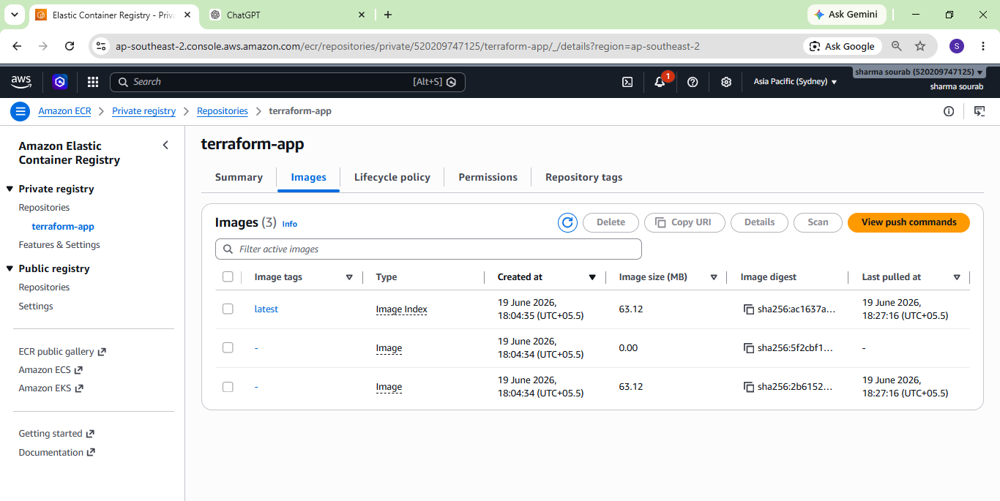 Elastic Container Registry - Priva
ChatGPT
Ask Gemini
ap-southeast-2.console.aws.amazon.com/ecr/repositories/private/520209747125/terraform-app/_/details?region=ap-southeast-2
Ask Google
S
aws
Search
[Alt+S]
1
Asia Pacific (Sydney)
sharma sourab (520209747125)
sharma sourab
Amazon ECR
Private registry
Repositories
terraform-app
Amazon Elastic
Container Registry
Private registry
Repositories
terraform-app
Features & Settings
Public registry
Repositories
Settings
ECR public gallery
Amazon ECS
Amazon EKS
Getting started
Documentation
terraform-app
Summary
Images
Lifecycle policy
Permissions
Repository tags
Images (3) Info
Delete
Copy URI
Details
Scan
View push commands
Filter active images
Image tags
Type
Created at
Image size (MB)
Image digest
Last pulled at
latest
Image Index
19 June 2026,
18:04:35 (UTC+05.5)
63.12
sha256:ac1637a...
19 June 2026,
18:27:16 (UTC+05.5)
-
Image
19 June 2026,
18:04:34 (UTC+05.5)
0.00
sha256:5f2cbf1...
-
-
Image
19 June 2026,
18:04:34 (UTC+05.5)
63.12
sha256:2b6152...
19 June 2026,
18:27:16 (UTC+05.5)